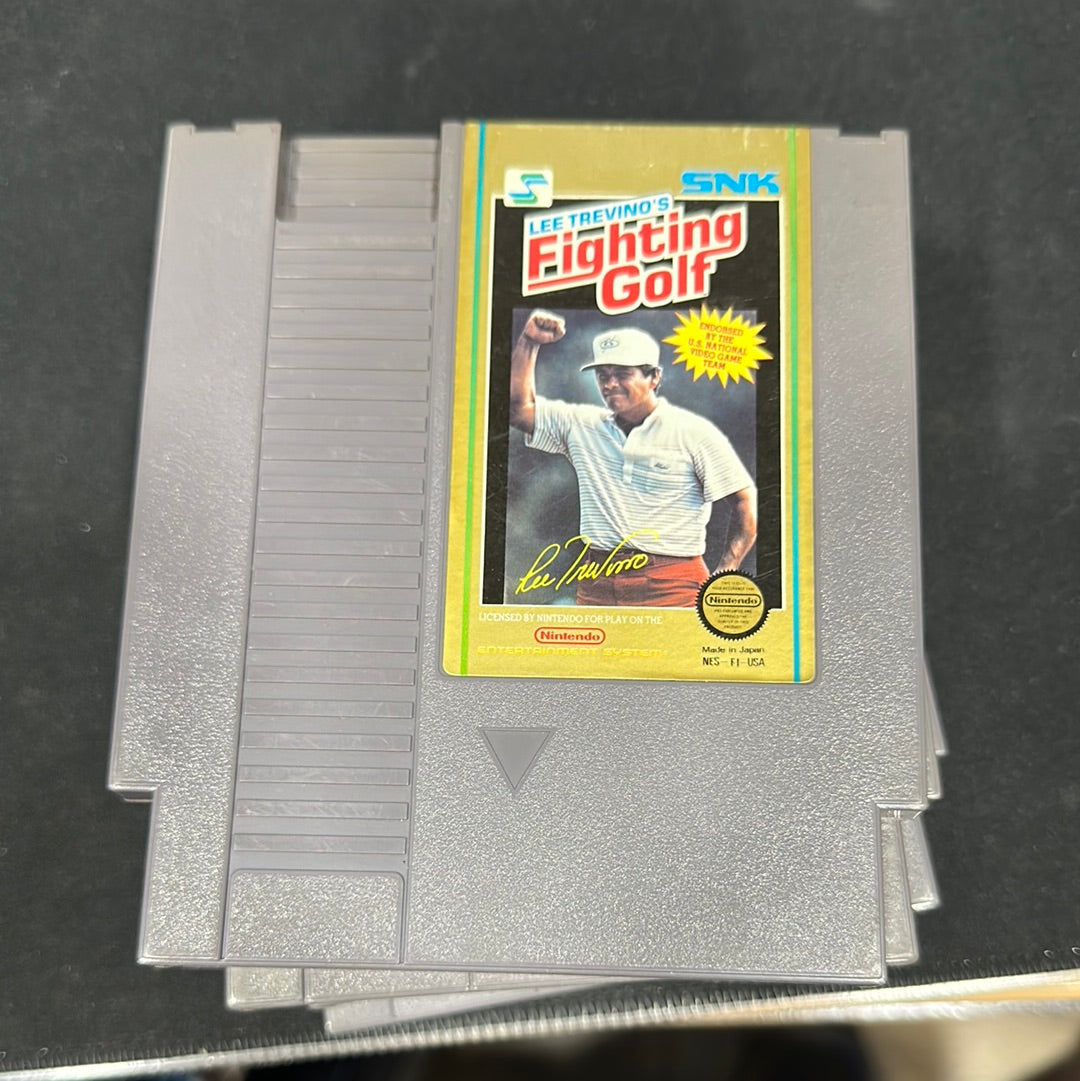 SNK
LEE TREVINO'S
Fighting
Golf
ENDORSED
BY THE
U.S. NATIONAL
VIDEO GAME
TEAM
Lee Trevino
LICENSED BY NINTENDO FOR PLAY ON THE
Nintendo
ENTERTAINMENT SYSTEM
Nintendo
Made in Japan
NES-FI-USA